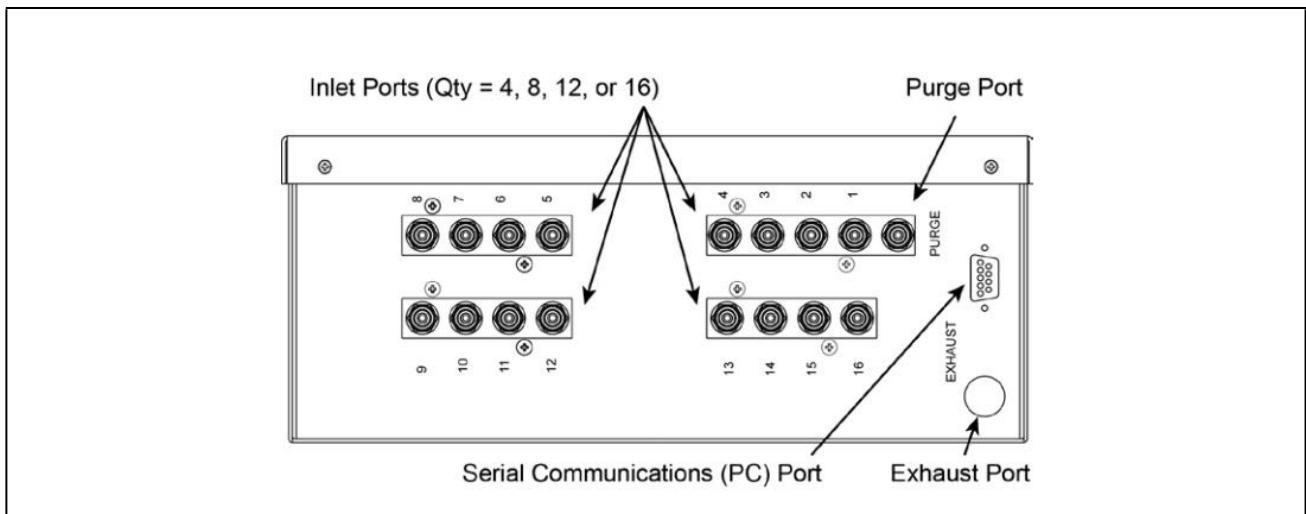 Inlet Ports (Qty = 4, 8, 12, or 16)
Purge Port
8 7 6 5
4 3 2 1
PURGE
9 10 11 12
13 14 15 16
EXHAUST
Serial Communications (PC) Port
Exhaust Port